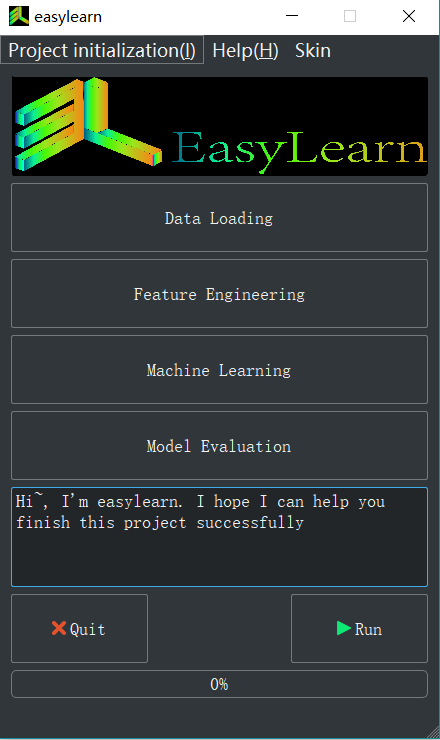 easylearn
Project initialization(I) Help(H) Skin
EasyLearn
Data Loading
Feature Engineering
Machine Learning
Model Evaluation
Hi~, I'm easylearn. I hope I can help you
finish this project successfully
Quit Run
0%